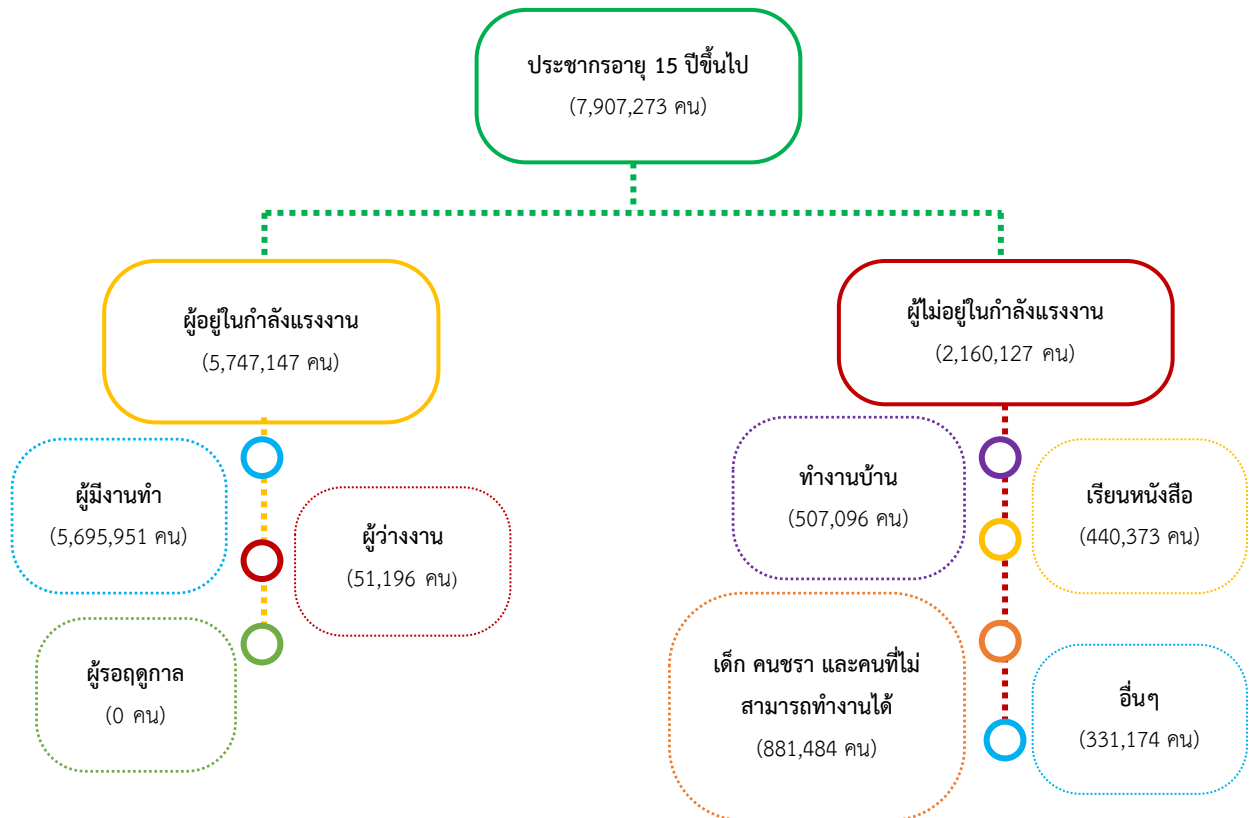 ประชากรอายุ 15 ปีขึ้นไป
(7,907,273 คน)
ผู้อยู่ในกำลังแรงงาน
(5,747,147 คน)
ผู้ไม่อยู่ในกำลังแรงงาน
(2,160,127 คน)
ผู้มีงานทำ
(5,695,951 คน)
ผู้ว่างงาน
(51,196 คน)
ผู้รอฤดูกาล
(0 คน)
ทำงานบ้าน
(507,096 คน)
เรียนหนังสือ
(440,373 คน)
เด็ก คนชรา และคนที่ไม่
สามารถทำงานได้
(881,484 คน)
อื่นๆ
(331,174 คน)